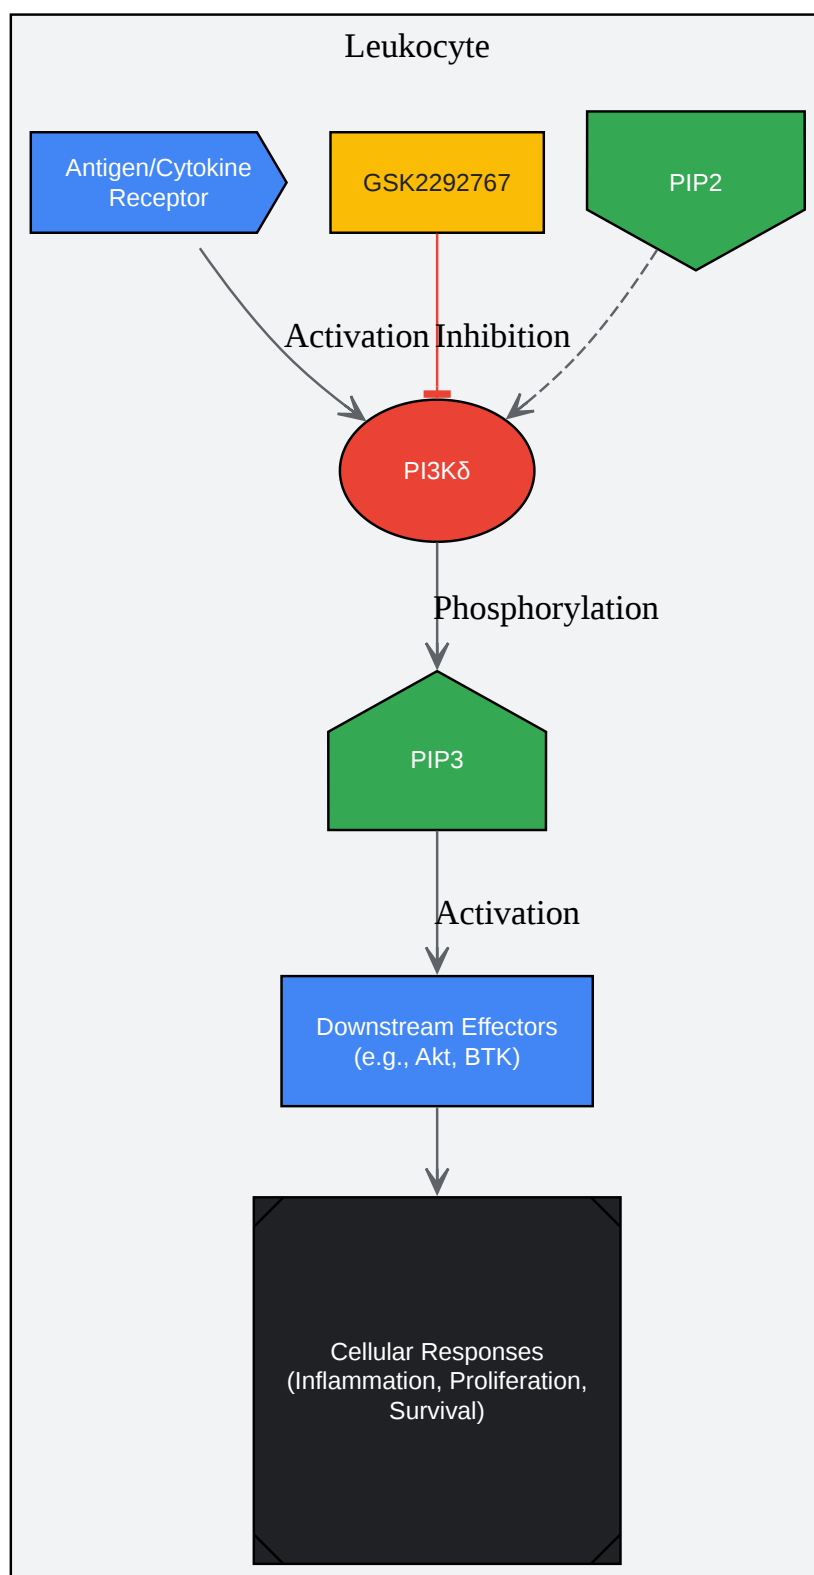 Leukocyte
Antigen/Cytokine
Receptor
GSK2292767
PIP2
Activation
Inhibition
PI3Kδ
Phosphorylation
PIP3
Activation
Downstream Effectors
(e.g., Akt, BTK)
Cellular Responses
(Inflammation, Proliferation,
Survival)